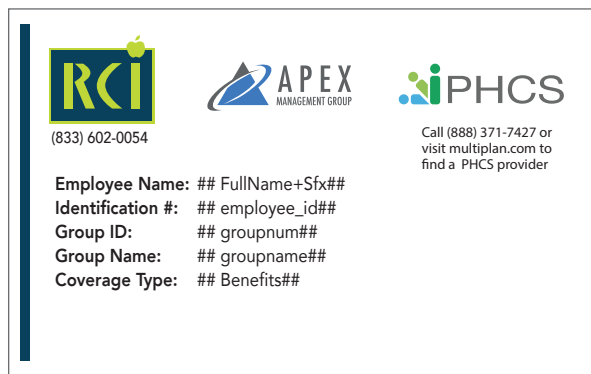 RCI
(833) 602-0054
APEX
MANAGEMENT GROUP
PHCS
Call (888) 371-7427 or
visit multiplan.com to
find a PHCS provider
Employee Name: ## FullName+Sfx##
Identification #: ## employee_id##
Group ID: ## groupnum##
Group Name: ## groupname##
Coverage Type: ## Benefits##